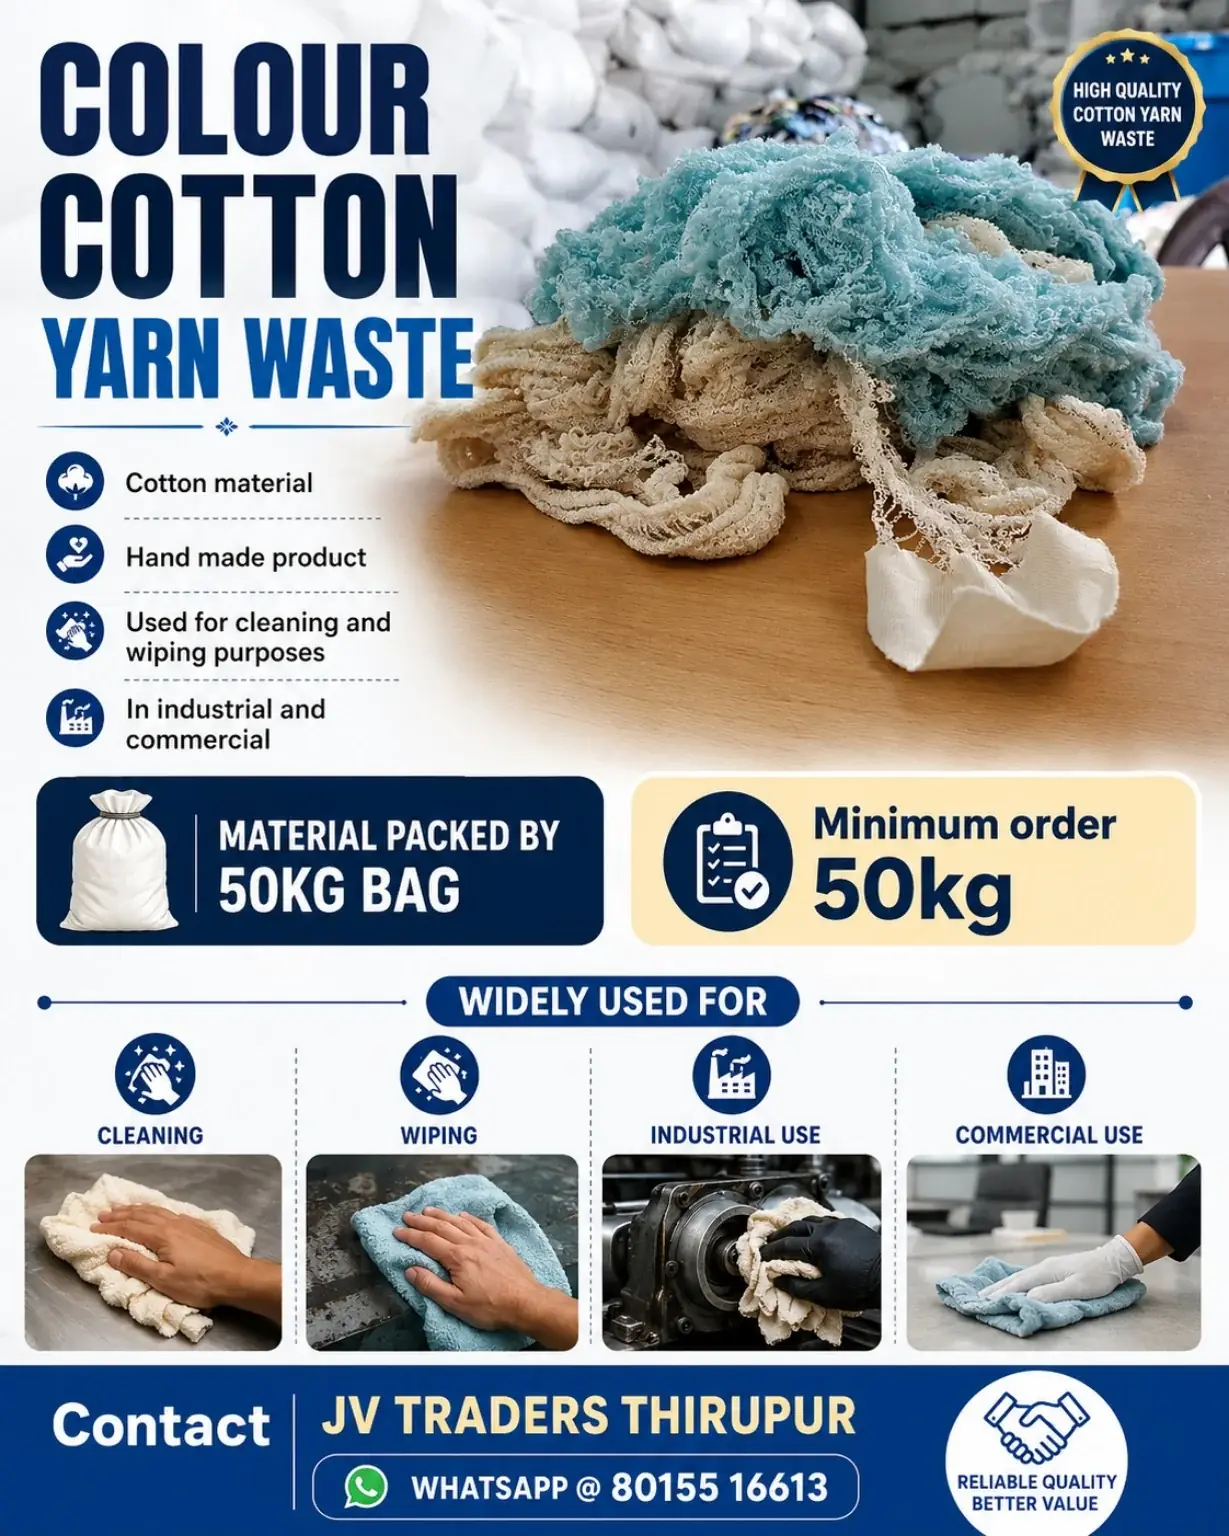 COLOUR
COTTON
YARN WASTE
HIGH QUALITY
COTTON YARN
WASTE
Cotton material
Hand made product
Used for cleaning and
wiping purposes
In industrial and
commercial
MATERIAL PACKED BY
50KG BAG
Minimum order
50kg
WIDELY USED FOR
CLEANING
WIPING
INDUSTRIAL USE
COMMERCIAL USE
Contact
JV TRADERS THIRUPUR
WHATSAPP @ 80155 16613
RELIABLE QUALITY
BETTER VALUE